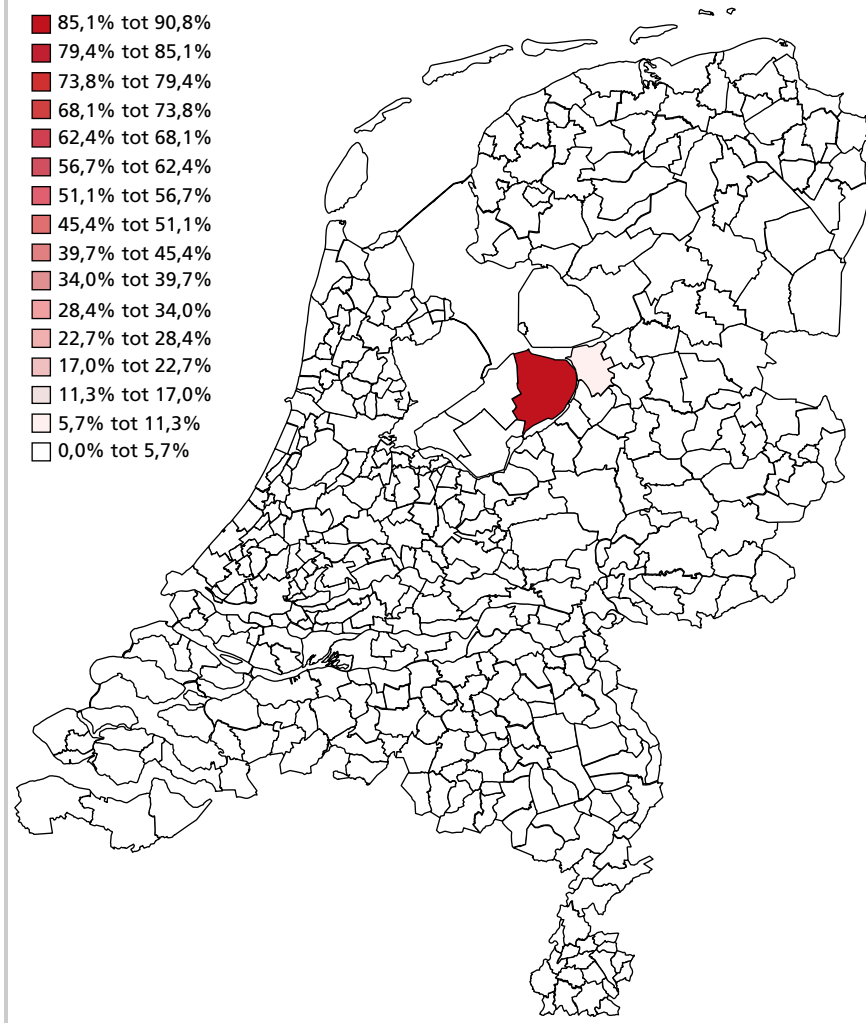 85,1% tot 90,8%
79,4% tot 85,1%
73,8% tot 79,4%
68,1% tot 73,8%
62,4% tot 68,1%
56,7% tot 62,4%
51,1% tot 56,7%
45,4% tot 51,1%
39,7% tot 45,4%
34,0% tot 39,7%
28,4% tot 34,0%
22,7% tot 28,4%
17,0% tot 22,7%
11,3% tot 17,0%
5,7% tot 11,3%
0,0% tot 5,7%